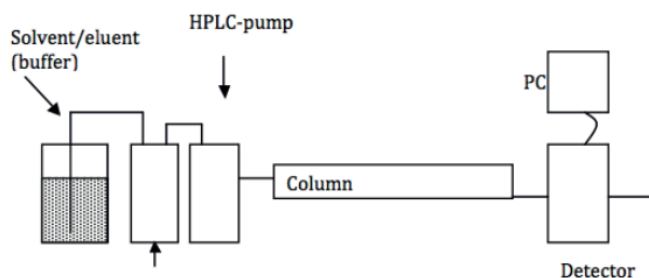 HPLC-pump
Solvent/eluent
(buffer)
PC
Column
Detector